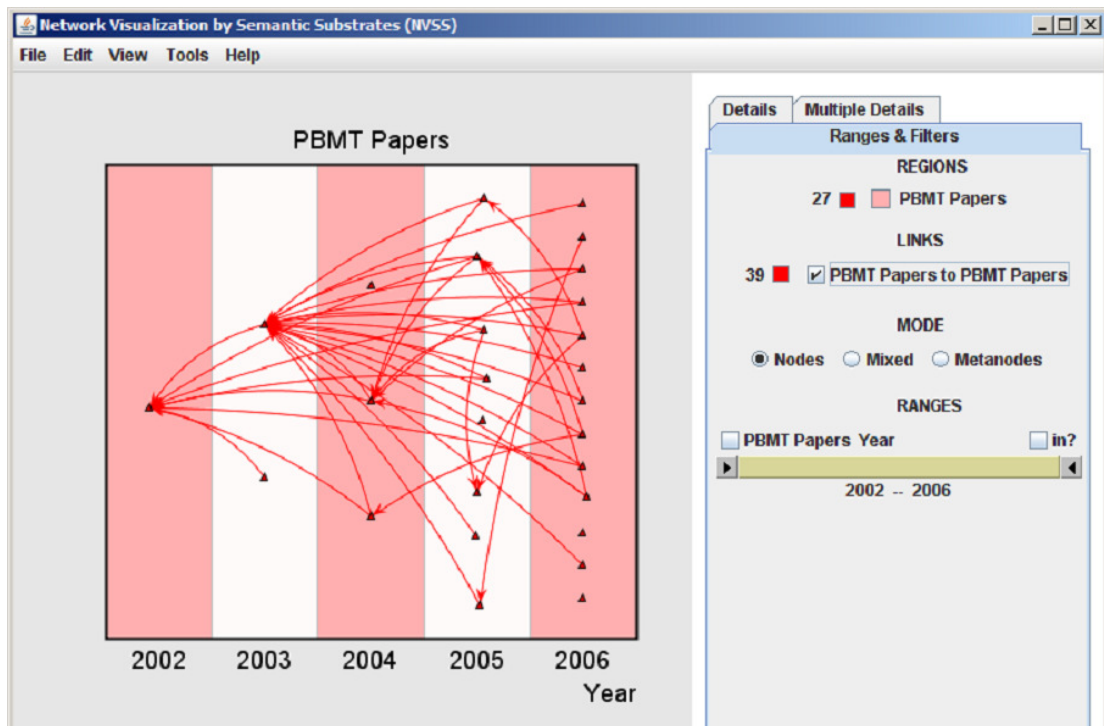 Network Visualization by Semantic Substrates (NVSS)
File Edit View Tools Help
PBMT Papers
2002 2003 2004 2005 2006
Year
Details Multiple Details
Ranges & Filters
REGIONS
27 PBMT Papers
LINKS
39 PBMT Papers to PBMT Papers
MODE
Nodes Mixed Metanodes
RANGES
PBMT Papers Year in?
2002 -- 2006